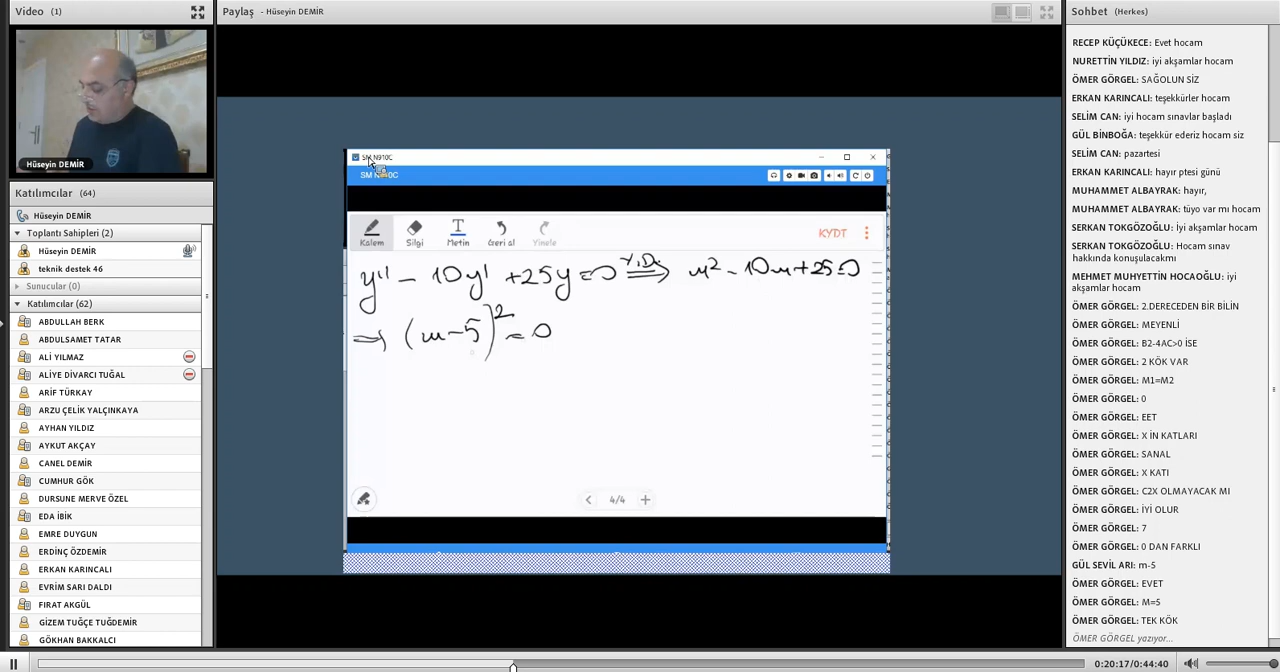 Video (1)
Hüseyin DEMİR
Katılımcılar (64)
Hüseyin DEMİR
Toplantı Sahipleri (2)
Hüseyin DEMİR
teknik destek 46
Sunucular (0)
Katılımcılar (62)
ABDULLAH BERK
ABDULSAMET TATAR
ALİ YILMAZ
ALİYE DİVARCI TUĞAL
ARİF TÜRKAY
ARZU ÇELİK YALÇINKAYA
AYHAN YILDIZ
AYKUT AKÇAY
CANEL DEMİR
CUMHUR GÖK
DURSUNE MERVE ÖZEL
EDA İBİK
EMRE DUYGUN
ERDİNÇ ÖZDEMİR
ERKAN KARINCALI
EVRİM SARI DALDI
FIRAT AKGÜL
GİZEM TUĞÇE TUĞDEMİR
GÖKHAN BAKKALCI
Paylaş - Hüseyin DEMİR
SM N910C
Kalem Silgi Metin Geri al Yinele KYDT
y'' - 10y' + 25y = 0 ⇒ m² - 10m + 25 = 0
⇒ (m-5)² = 0
4/4
Sohbet (Herkes)
RECEP KÜÇÜKECE: Evet hocam
NURETTİN YILDIZ: iyi akşamlar hocam
ÖMER GÖRGEL: SAĞOLUN SİZ
ERKAN KARINCALI: teşekkürler hocam
SELİM CAN: iyi hocam sınavlar başladı
GÜL BİNBOĞA: teşekkür ederiz hocam siz
SELİM CAN: pazartesi
ERKAN KARINCALI: hayır ptesi günü
MUHAMMET ALBAYRAK: hayır,
MUHAMMET ALBAYRAK: tüyo var mı hocam
SERKAN TOKGÖZOĞLU: İyi akşamlar
SERKAN TOKGÖZOĞLU: Hocam sınav
hakkında konuşulacakmı
MEHMET MUHYETTİN HOCAOĞLU: iyi
akşamlar hocam
ÖMER GÖRGEL: 2.DERECEDEN BİR BİLİN
ÖMER GÖRGEL: MEYENLİ
ÖMER GÖRGEL: B2-4AC>0 İSE
ÖMER GÖRGEL: 2 KÖK VAR
ÖMER GÖRGEL: M1=M2
ÖMER GÖRGEL: 0
ÖMER GÖRGEL: EET
ÖMER GÖRGEL: X İN KATLARI
ÖMER GÖRGEL: SANAL
ÖMER GÖRGEL: X KATI
ÖMER GÖRGEL: C2X OLMAYACAK MI
ÖMER GÖRGEL: İYİ OLUR
ÖMER GÖRGEL: 7
ÖMER GÖRGEL: 0 DAN FARKLI
GÜL SEVİL ARI: m-5
ÖMER GÖRGEL: EVET
ÖMER GÖRGEL: M=5
ÖMER GÖRGEL: TEK KÖK
ÖMER GÖRGEL yazıyor...
0:20:17/0:44:40